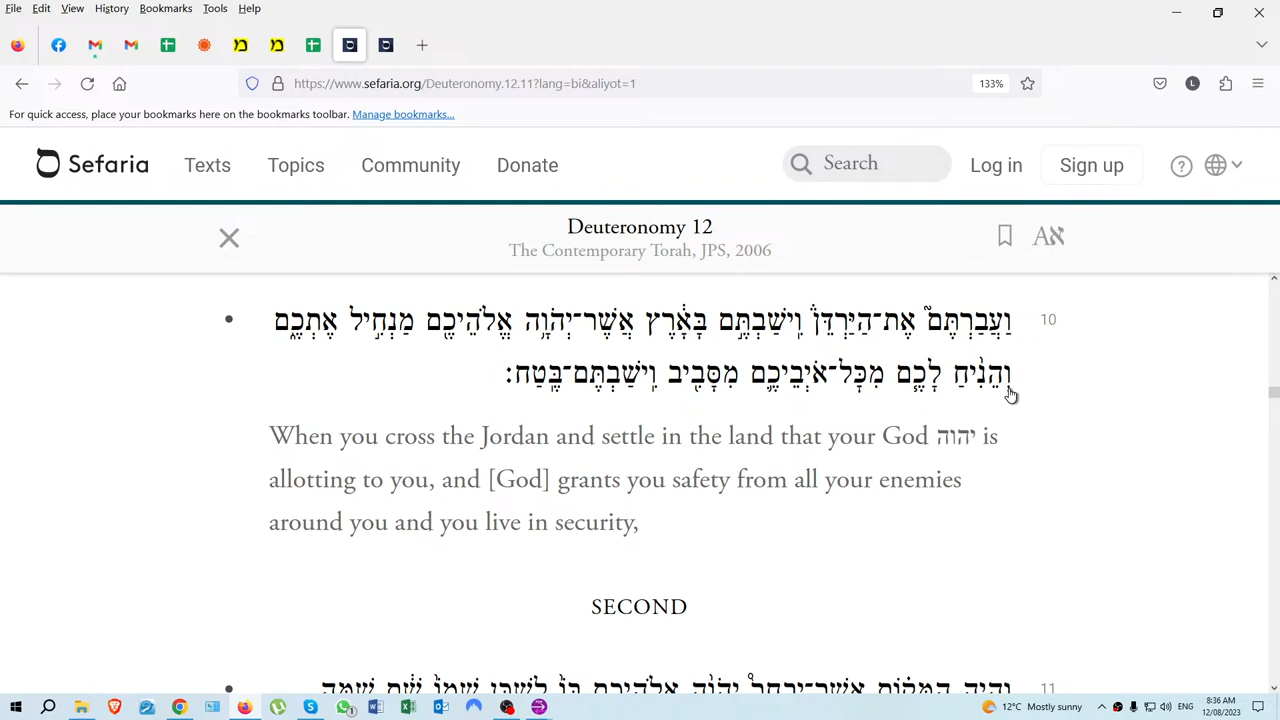 File Edit View History Bookmarks Tools Help
https://www.sefaria.org/Deuteronomy.12.11?lang=bi&aliyot=1
133%
For quick access, place your bookmarks here on the bookmarks toolbar. Manage bookmarks...
Sefaria Texts Topics Community Donate Search Log in Sign up
Deuteronomy 12
The Contemporary Torah, JPS, 2006
10
וַעֲבַרְתֶּם֮ אֶת־הַיַּרְדֵּן֒ וִֽישַׁבְתֶּ֣ם בָּאָ֔רֶץ אֲשֶׁר־יְהֹוָ֥ה אֱלֹהֵיכֶ֖ם מַנְחִ֣יל אֶתְכֶ֑ם
וְהֵנִ֨יחַ לָכֶ֧ם מִכׇּל־אֹיְבֵיכֶ֛ם מִסָּבִ֖יב וִֽישַׁבְתֶּם־בֶּֽטַח׃
When you cross the Jordan and settle in the land that your God יהוה is
allotting to you, and [God] grants you safety from all your enemies
around you and you live in security,
SECOND
11
וְהָיָ֣ה הַמָּק֗וֹם אֲשֶׁר־יִבְחַר֩ יְהֹוָ֨ה אֱלֹהֵיכֶ֥ם בּוֹ֙ לְשַׁכֵּ֤ן שְׁמוֹ֙ שָׁ֔ם שָׁ֣מָּה
12°C Mostly sunny
ENG
8:36 AM
12/08/2023